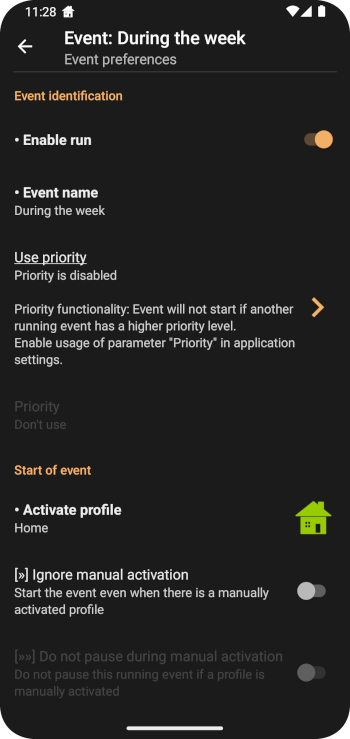 11:28
Event: During the week
Event preferences
Event identification
• Enable run
• Event name
During the week
Use priority
Priority is disabled
Priority functionality: Event will not start if another
running event has a higher priority level.
Enable usage of parameter "Priority" in application
settings.
Priority
Don't use
Start of event
• Activate profile
Home
[»] Ignore manual activation
Start the event even when there is a manually
activated profile
[»»] Do not pause during manual activation
Do not pause this running event if a profile is
manually activated